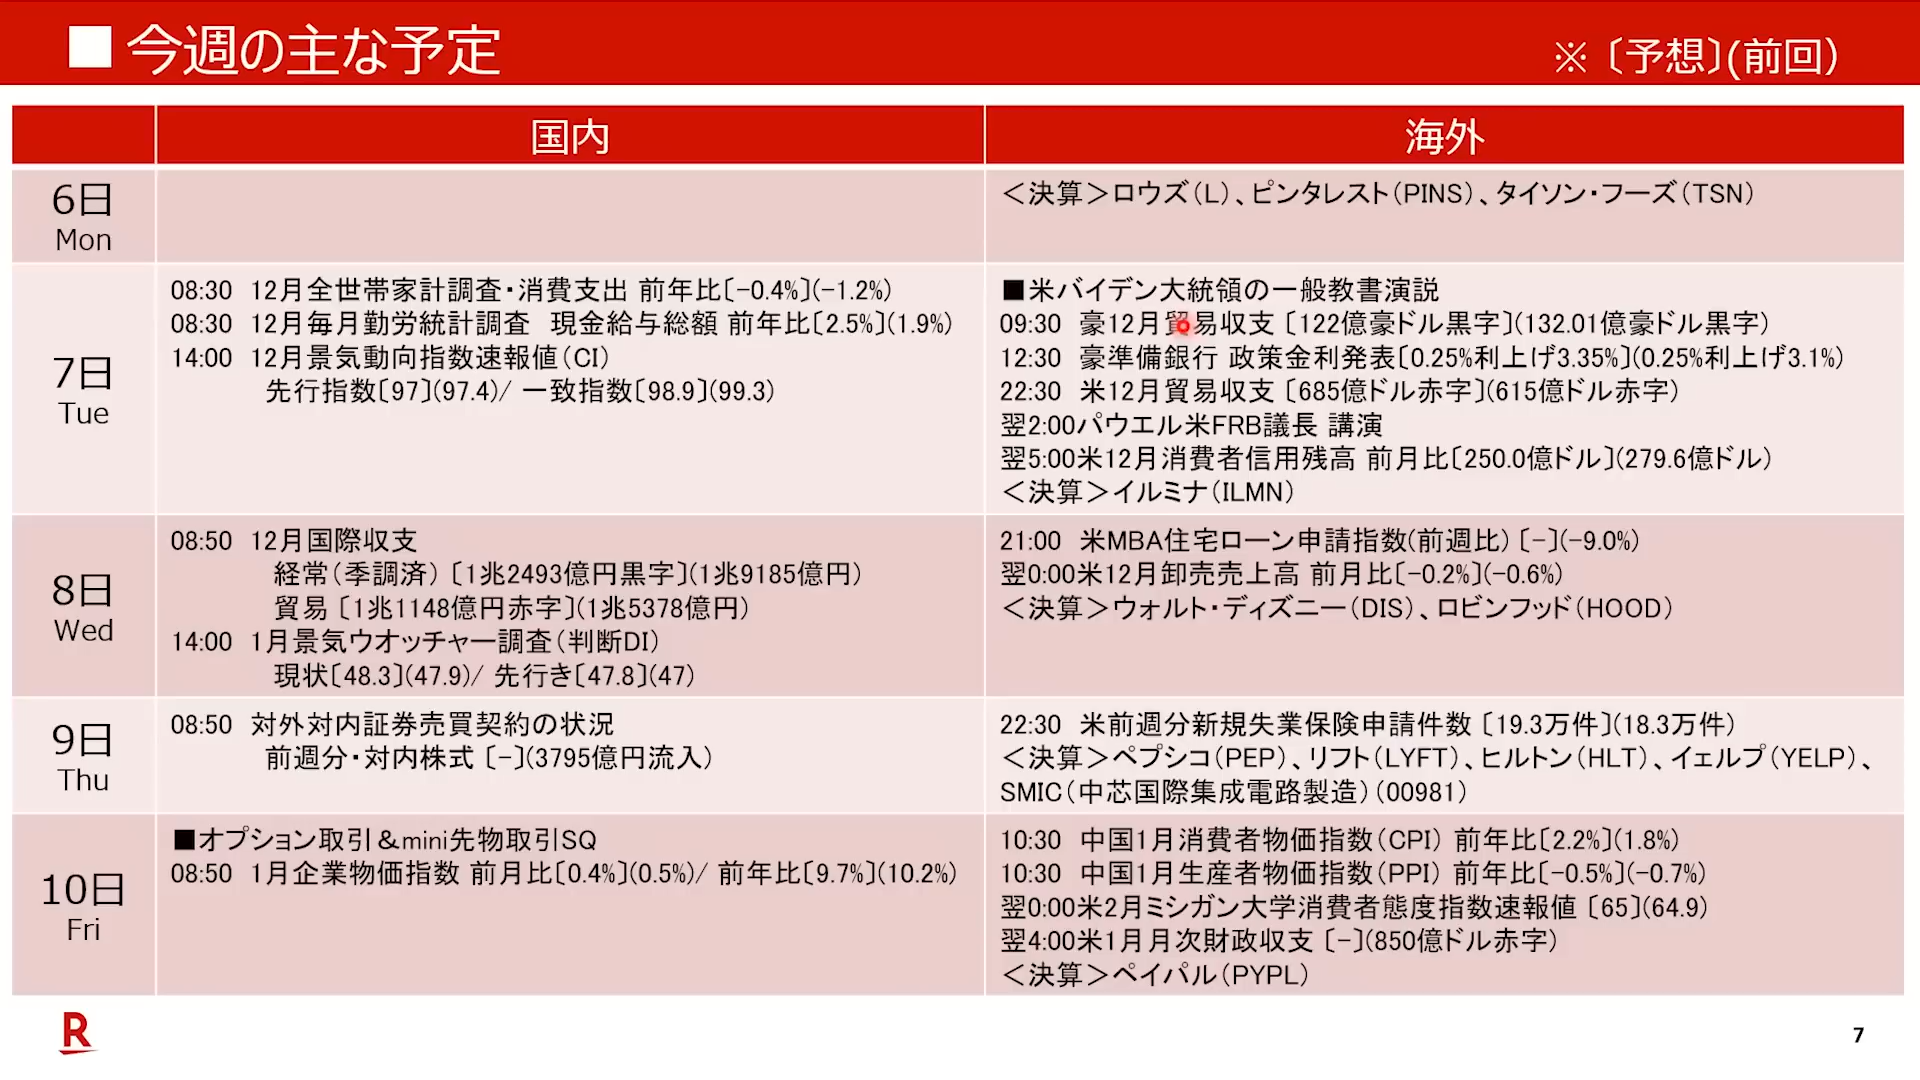 ■今週の主な予定
※〔予想〕(前回)
国内
海外
6日
Mon
＜決算＞ロウズ(L)、ピンタレスト(PINS)、タイソン・フーズ(TSN)
7日
Tue
08:30 12月全世帯家計調査・消費支出 前年比〔-0.4%〕(-1.2%)
08:30 12月毎月勤労統計調査 現金給与総額 前年比〔2.5%〕(1.9%)
14:00 12月景気動向指数速報値(CI)
先行指数〔97〕(97.4)/ 一致指数〔98.9〕(99.3)
■米バイデン大統領の一般教書演説
09:30 豪12月貿易収支〔122億豪ドル黒字〕(132.01億豪ドル黒字)
12:30 豪準備銀行 政策金利発表〔0.25%利上げ3.35%〕(0.25%利上げ3.1%)
22:30 米12月貿易収支〔685億ドル赤字〕(615億ドル赤字)
翌2:00パウエル米FRB議長 講演
翌5:00米12月消費者信用残高 前月比〔250.0億ドル〕(279.6億ドル)
＜決算＞イルミナ(ILMN)
8日
Wed
08:50 12月国際収支
経常(季調済)〔1兆2493億円黒字〕(1兆9185億円)
貿易〔1兆1148億円赤字〕(1兆5378億円)
14:00 1月景気ウオッチャー調査(判断DI)
現状〔48.3〕(47.9)/ 先行き〔47.8〕(47)
21:00 米MBA住宅ローン申請指数(前週比)〔-〕(-9.0%)
翌0:00米12月卸売売上高 前月比〔-0.2%〕(-0.6%)
＜決算＞ウォルト・ディズニー(DIS)、ロビンフッド(HOOD)
9日
Thu
08:50 対外対内証券売買契約の状況
前週分・対内株式〔-〕(3795億円流入)
22:30 米前週分新規失業保険申請件数〔19.3万件〕(18.3万件)
＜決算＞ペプシコ(PEP)、リフト(LYFT)、ヒルトン(HLT)、イェルプ(YELP)、
SMIC(中芯国際集成電路製造)(00981)
10日
Fri
■オプション取引＆mini先物取引SQ
08:50 1月企業物価指数 前月比〔0.4%〕(0.5%)/ 前年比〔9.7%〕(10.2%)
10:30 中国1月消費者物価指数(CPI) 前年比〔2.2%〕(1.8%)
10:30 中国1月生産者物価指数(PPI) 前年比〔-0.5%〕(-0.7%)
翌0:00米2月ミシガン大学消費者態度指数速報値〔65〕(64.9)
翌4:00米1月月次財政収支〔-〕(850億ドル赤字)
＜決算＞ペイパル(PYPL)
R
7